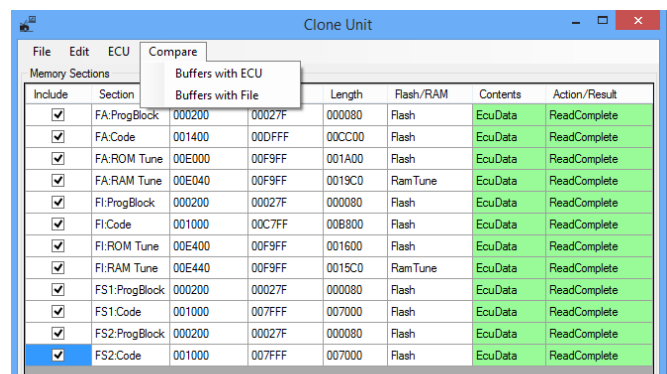 Clone Unit
File Edit ECU Compare
Memory Sections
Buffers with ECU
Buffers with File
Include Section Length Flash/RAM Contents Action/Result
FA:ProgBlock 000200 00027F 000080 Flash EcuData ReadComplete
FA:Code 001400 00DFFF 00CC00 Flash EcuData ReadComplete
FA:ROM Tune 00E000 00F9FF 001A00 Flash EcuData ReadComplete
FA:RAM Tune 00E040 00F9FF 0019C0 RamTune EcuData ReadComplete
FI:ProgBlock 000200 00027F 000080 Flash EcuData ReadComplete
FI:Code 001000 00C7FF 00B800 Flash EcuData ReadComplete
FI:ROM Tune 00E400 00F9FF 001600 Flash EcuData ReadComplete
FI:RAM Tune 00E440 00F9FF 0015C0 RamTune EcuData ReadComplete
FS1:ProgBlock 000200 00027F 000080 Flash EcuData ReadComplete
FS1:Code 001000 007FFF 007000 Flash EcuData ReadComplete
FS2:ProgBlock 000200 00027F 000080 Flash EcuData ReadComplete
FS2:Code 001000 007FFF 007000 Flash EcuData ReadComplete